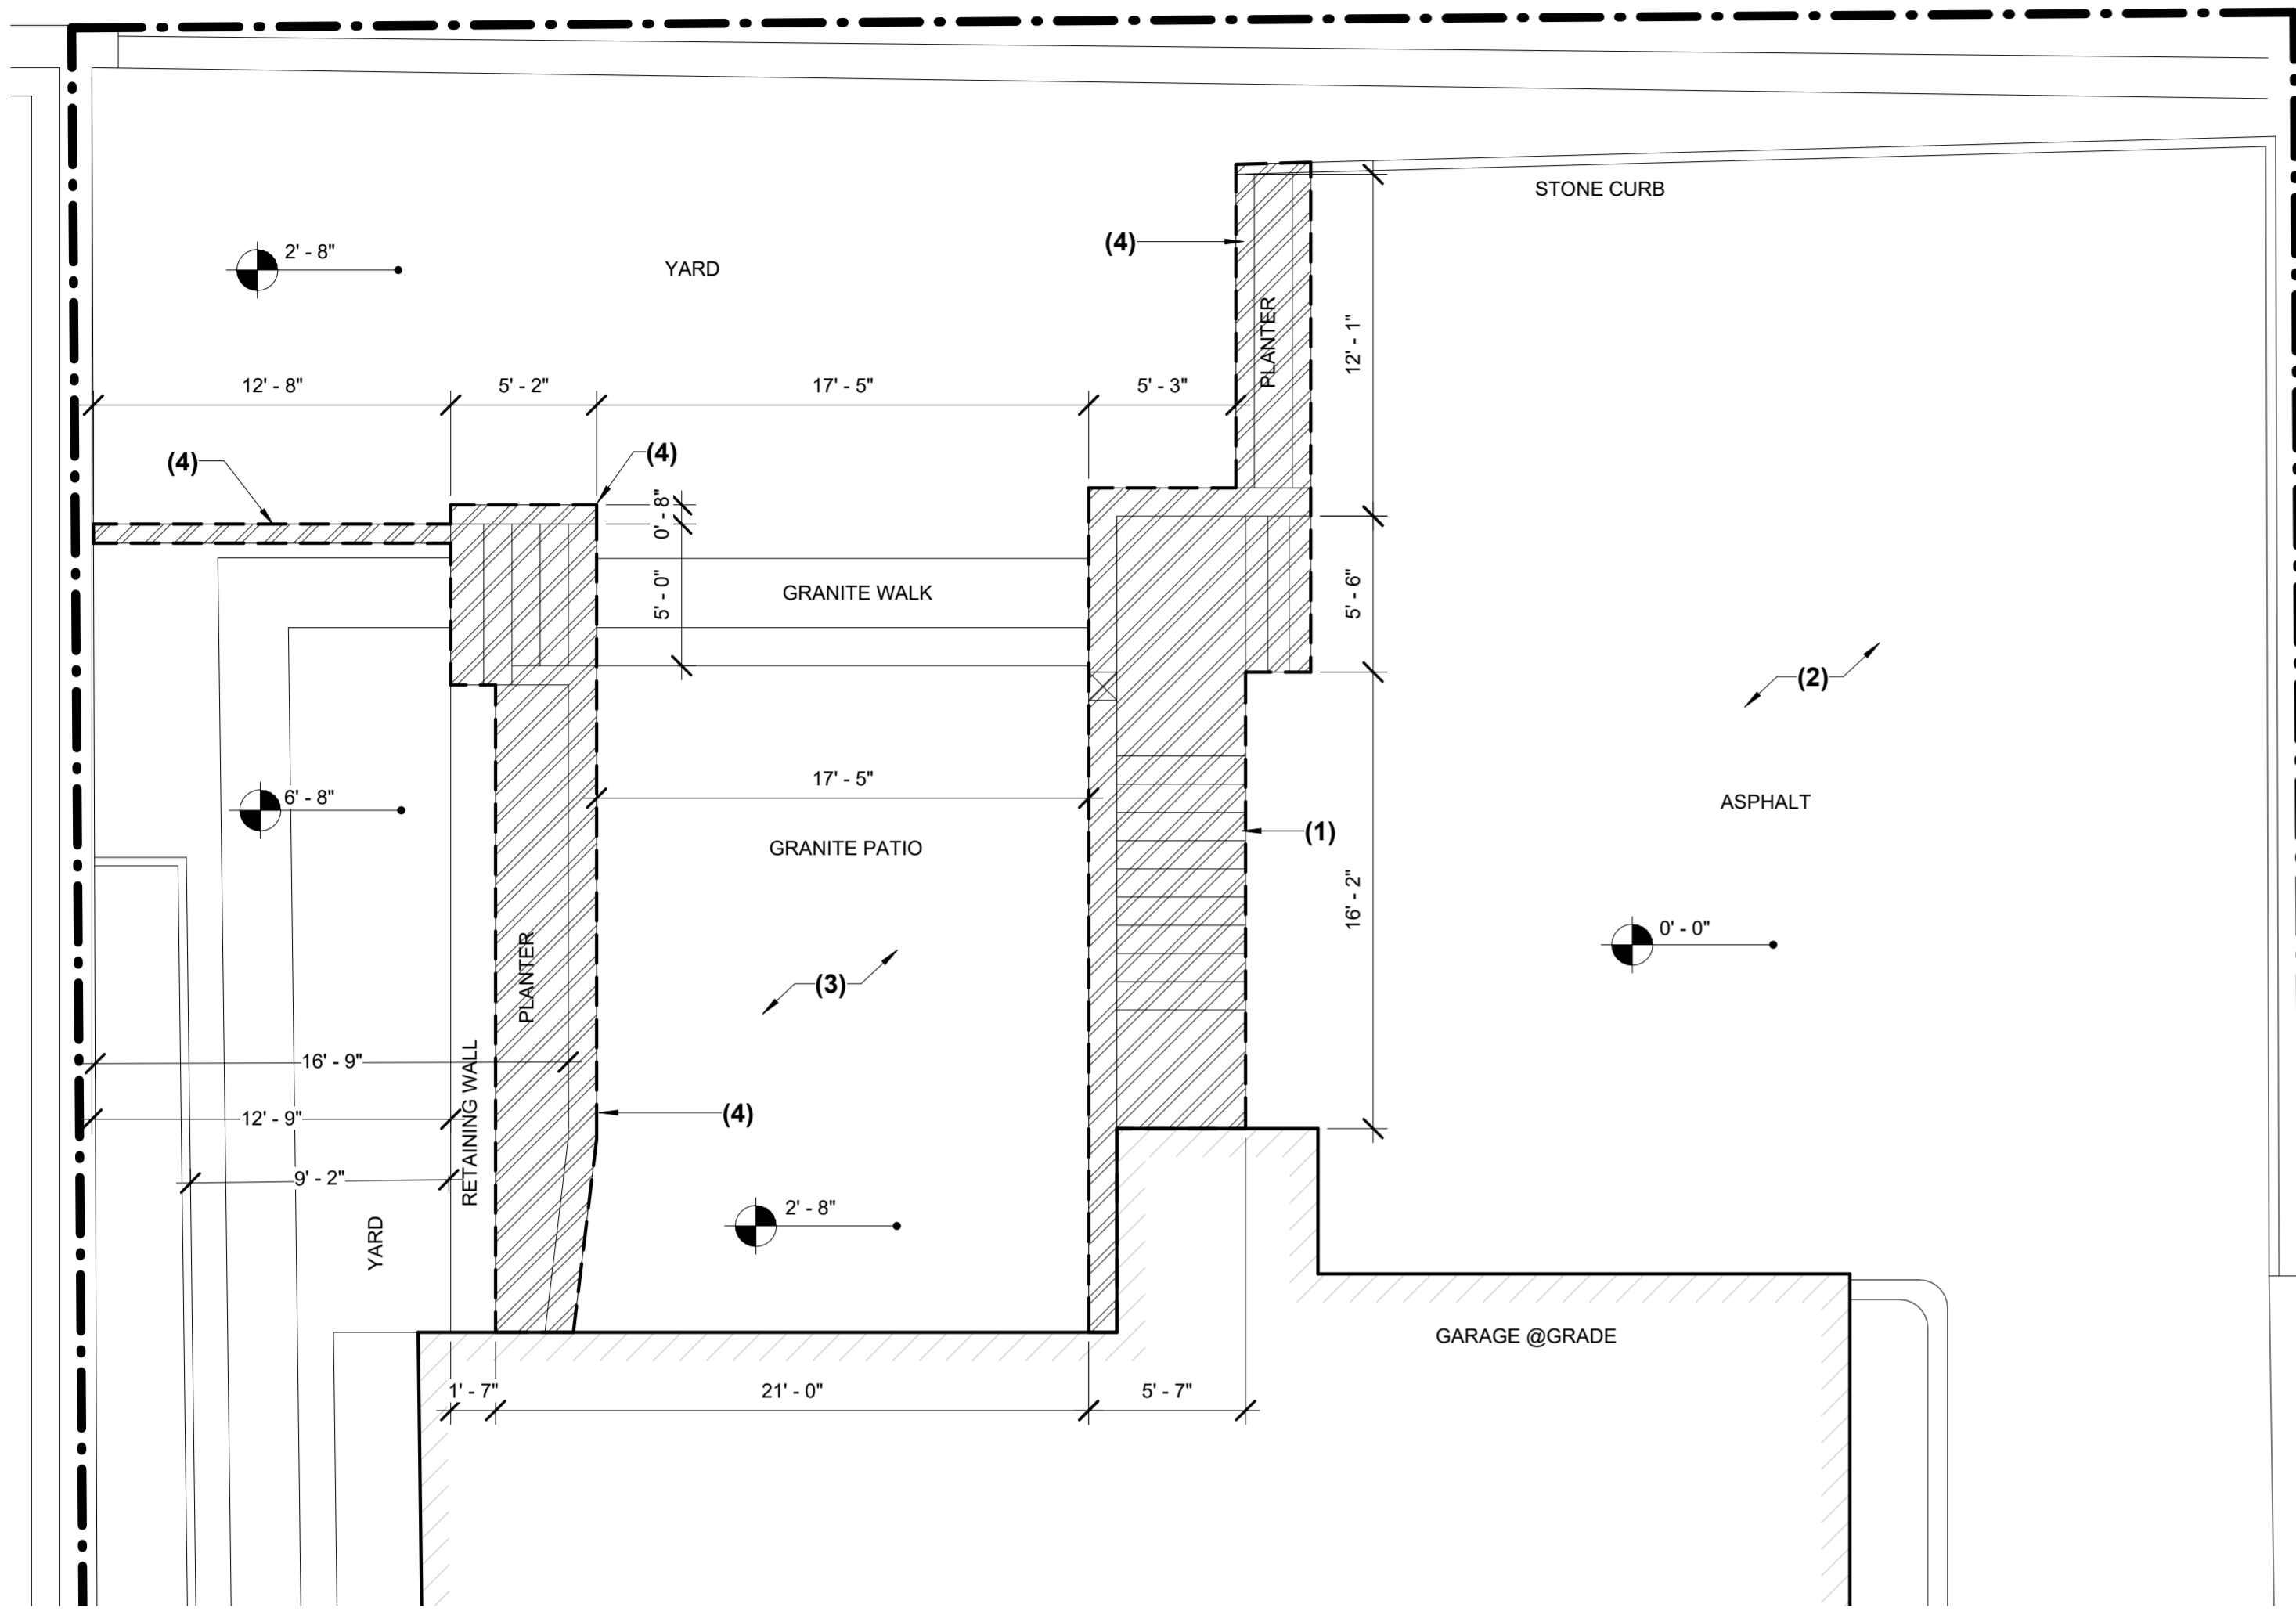 STONE CURB
(4)
2' - 8"
YARD
PLANTER
12' - 1"
12' - 8"
5' - 2"
17' - 5"
5' - 3"
(4)
(4)
0' - 8"
5' - 0"
GRANITE WALK
5' - 6"
(2)
17' - 5"
6' - 8"
ASPHALT
(1)
GRANITE PATIO
16' - 2"
0' - 0"
PLANTER
(3)
16' - 9"
RETAINING WALL
(4)
12' - 9"
9' - 2"
2' - 8"
YARD
GARAGE @GRADE
1' - 7"
21' - 0"
5' - 7"